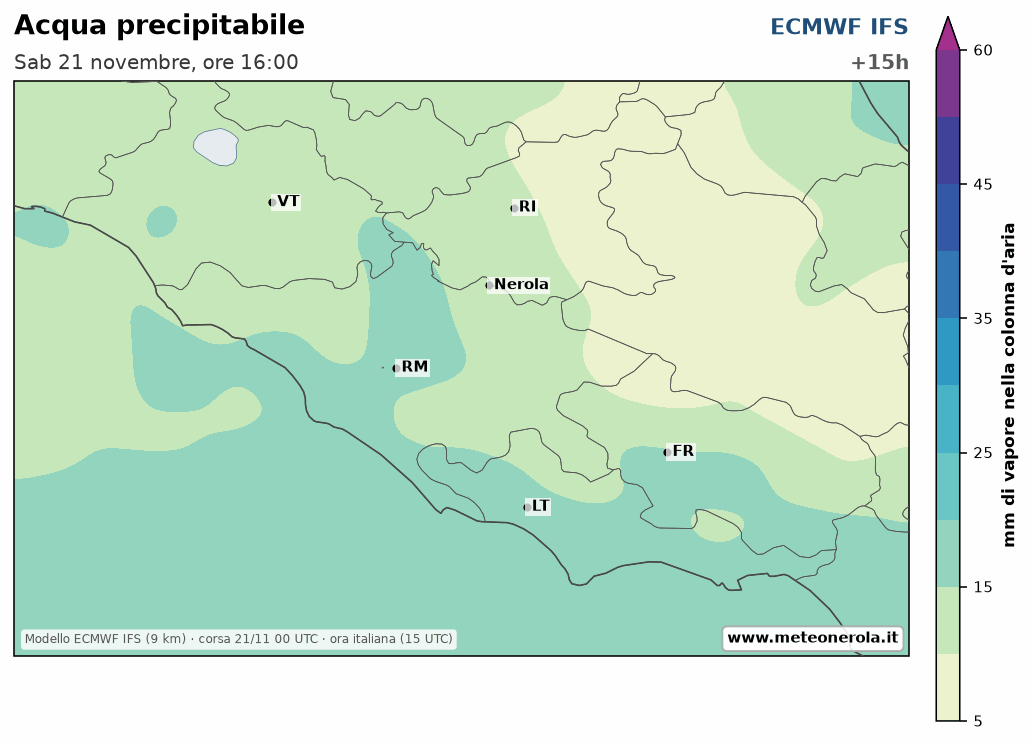 Acqua precipitabile
ECMWF IFS
Sab 21 novembre, ore 16:00
+15h
60
45
35
25
15
5
mm di vapore nella colonna d'aria
VT
RI
Nerola
RM
FR
LT
Modello ECMWF IFS (9 km) · corsa 21/11 00 UTC · ora italiana (15 UTC)
www.meteonerola.it